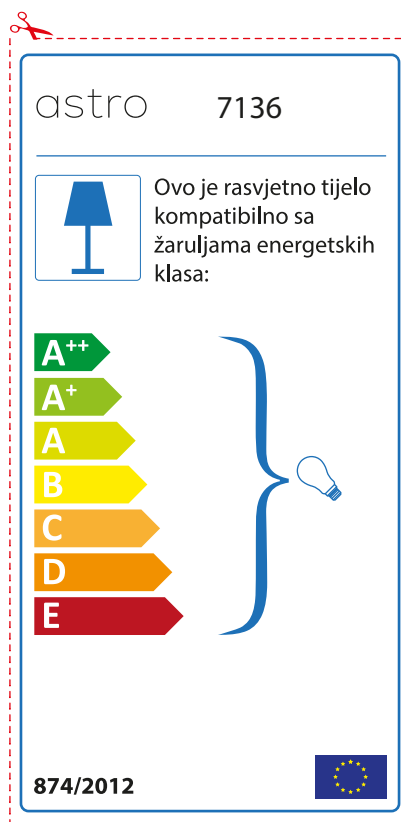 astro 7136
Ovo je rasvjetno tijelo
kompatibilno sa
žaruljama energetskih
klasa:
A++
A+
A
B
C
D
E
874/2012